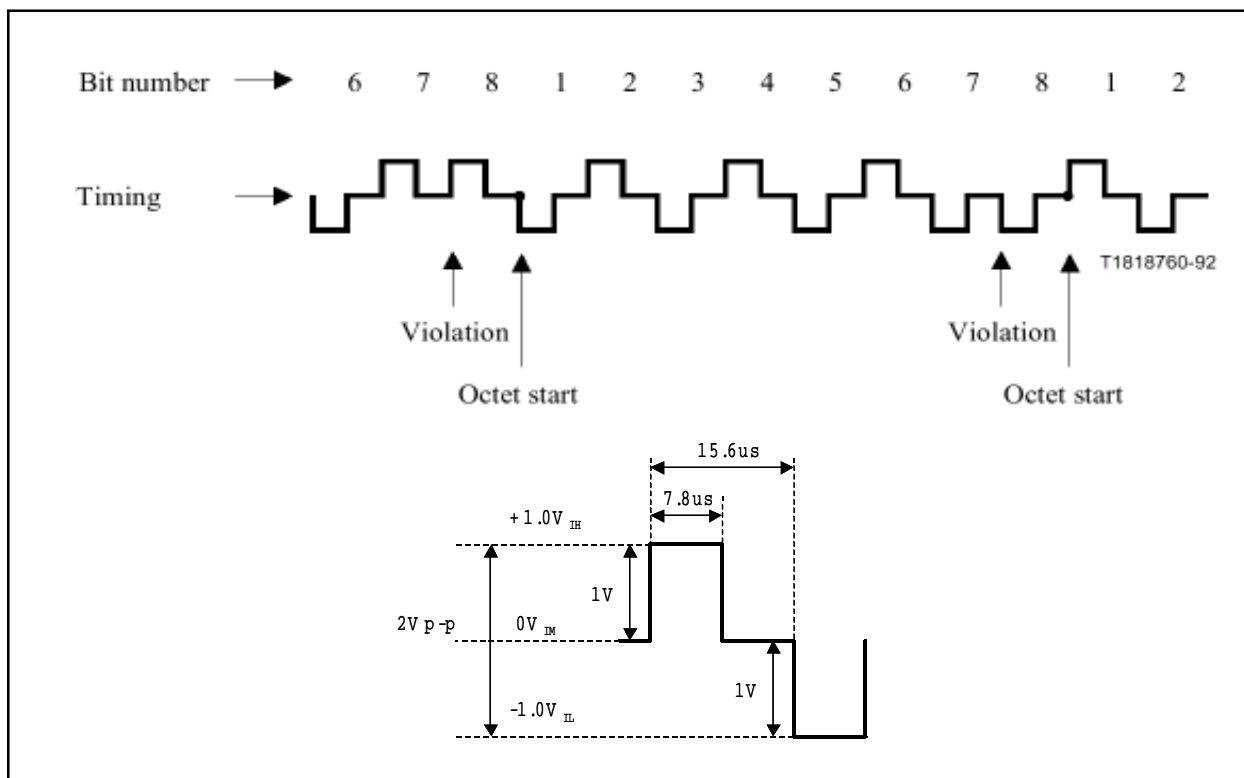 Bit number 6 7 8 1 2 3 4 5 6 7 8 1 2
Timing
T1818760-92
Violation Violation
Octet start Octet start
15.6us
7.8us
+1.0V IH
1V
2V p-p 0V IM
1V
-1.0V IL